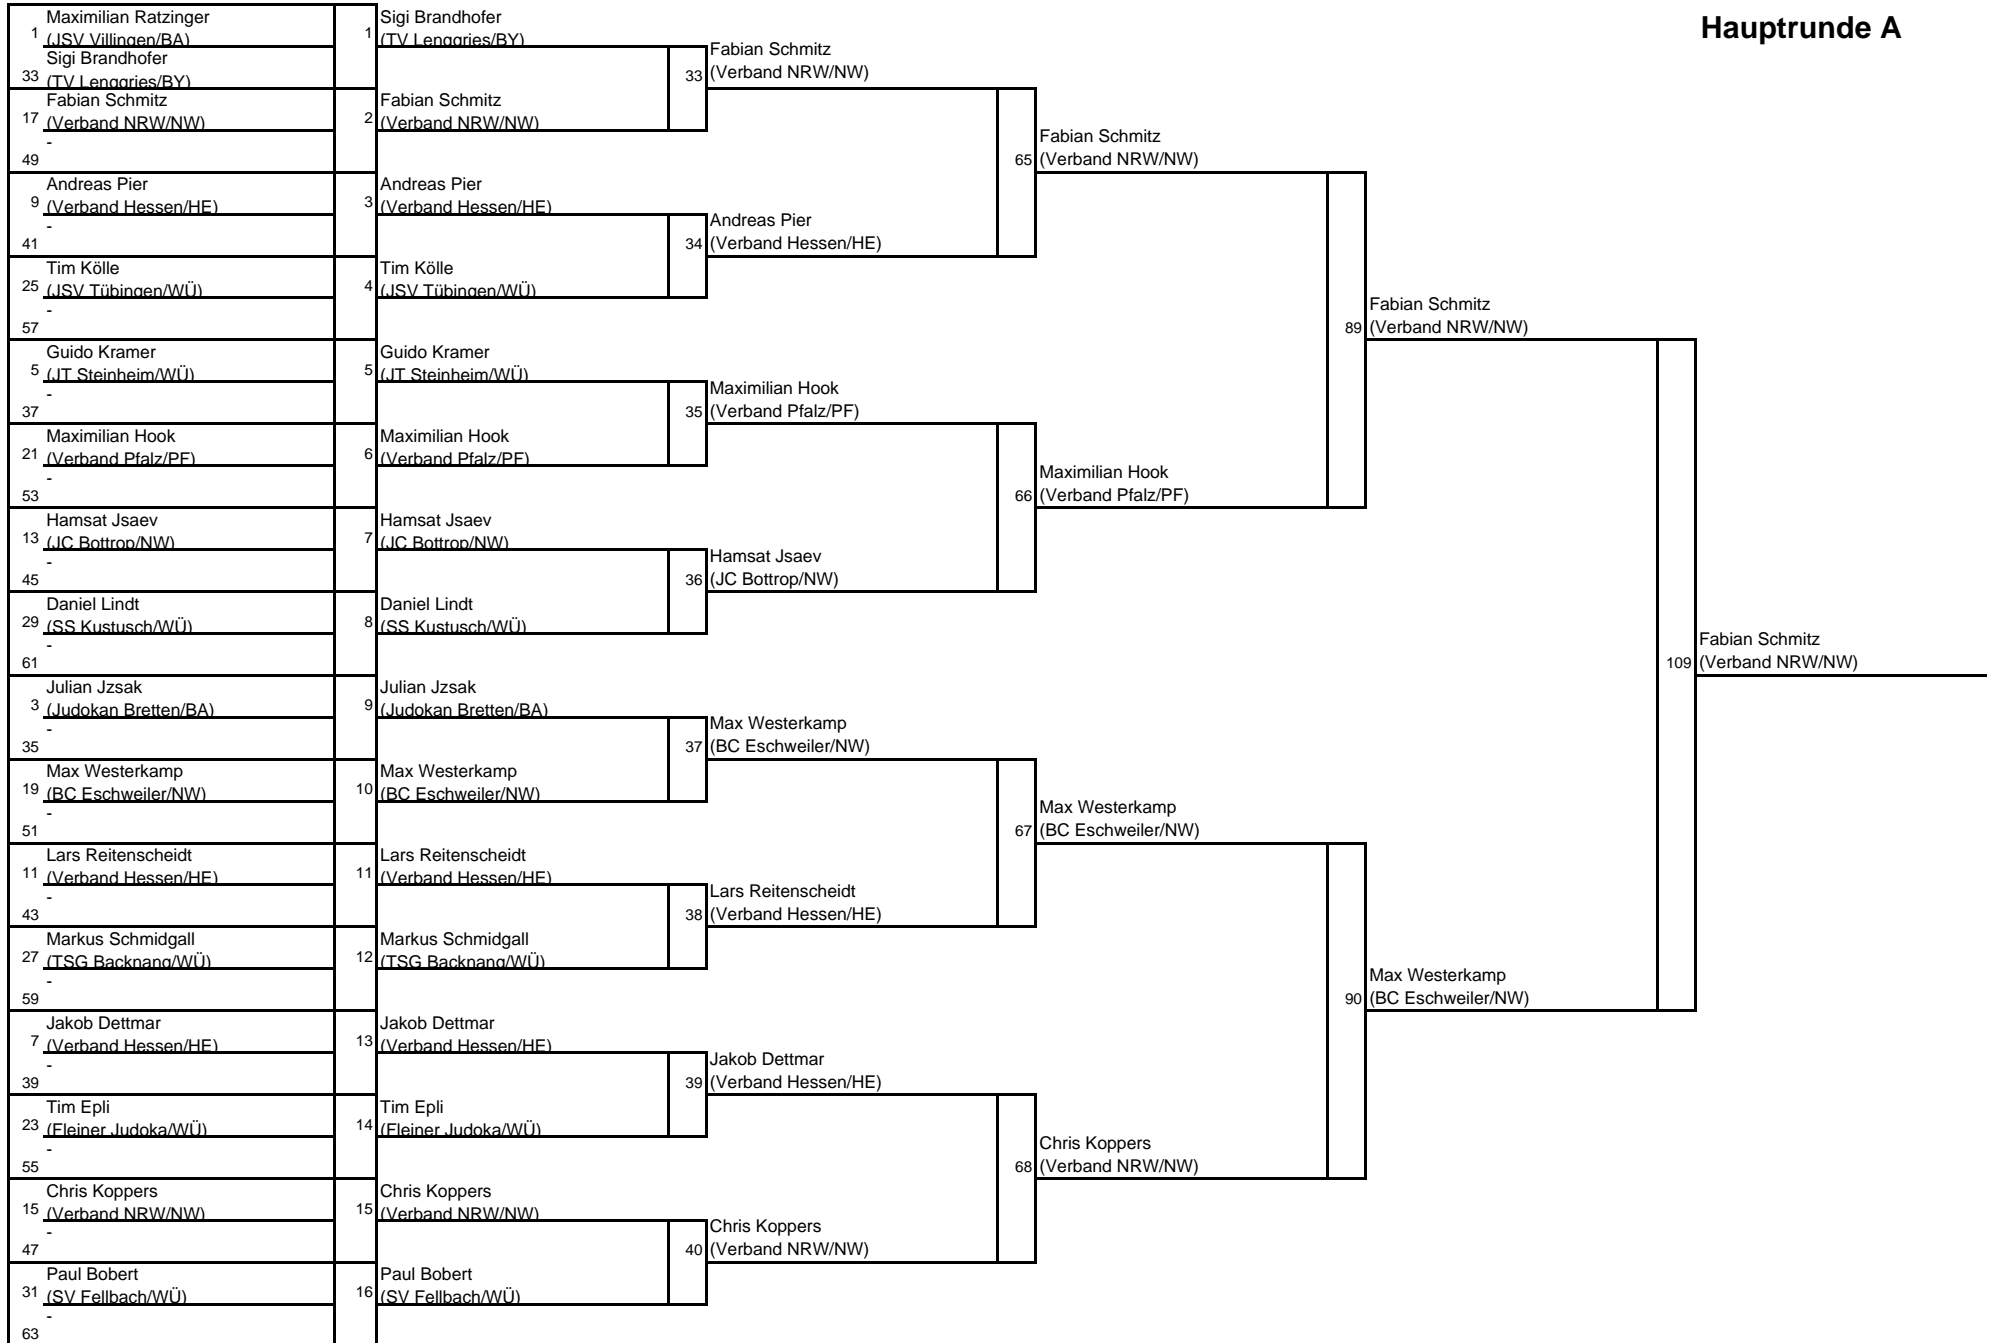 Hauptrunde A
1
Maximilian Ratzinger
(JSV Villingen/BA)
33
Sigi Brandhofer
(TV Lenggries/BY)
17
Fabian Schmitz
(Verband NRW/NW)
49
-
9
Andreas Pier
(Verband Hessen/HE)
41
-
25
Tim Kölle
(JSV Tübingen/WÜ)
57
-
5
Guido Kramer
(JT Steinheim/WÜ)
37
-
21
Maximilian Hook
(Verband Pfalz/PF)
53
-
13
Hamsat Jsaev
(JC Bottrop/NW)
45
-
29
Daniel Lindt
(SS Kustusch/WÜ)
61
-
3
Julian Jzsak
(Judokan Bretten/BA)
35
-
19
Max Westerkamp
(BC Eschweiler/NW)
51
-
11
Lars Reitenscheidt
(Verband Hessen/HE)
43
-
27
Markus Schmidgall
(TSG Backnang/WÜ)
59
-
7
Jakob Dettmar
(Verband Hessen/HE)
39
-
23
Tim Epli
(Fleiner Judoka/WÜ)
55
-
15
Chris Koppers
(Verband NRW/NW)
47
-
31
Paul Bobert
(SV Fellbach/WÜ)
63
-
1
Sigi Brandhofer
(TV Lenggries/BY)
2
Fabian Schmitz
(Verband NRW/NW)
3
Andreas Pier
(Verband Hessen/HE)
4
Tim Kölle
(JSV Tübingen/WÜ)
5
Guido Kramer
(JT Steinheim/WÜ)
6
Maximilian Hook
(Verband Pfalz/PF)
7
Hamsat Jsaev
(JC Bottrop/NW)
8
Daniel Lindt
(SS Kustusch/WÜ)
9
Julian Jzsak
(Judokan Bretten/BA)
10
Max Westerkamp
(BC Eschweiler/NW)
11
Lars Reitenscheidt
(Verband Hessen/HE)
12
Markus Schmidgall
(TSG Backnang/WÜ)
13
Jakob Dettmar
(Verband Hessen/HE)
14
Tim Epli
(Fleiner Judoka/WÜ)
15
Chris Koppers
(Verband NRW/NW)
16
Paul Bobert
(SV Fellbach/WÜ)
33
Fabian Schmitz
(Verband NRW/NW)
34
Andreas Pier
(Verband Hessen/HE)
35
Maximilian Hook
(Verband Pfalz/PF)
36
Hamsat Jsaev
(JC Bottrop/NW)
37
Max Westerkamp
(BC Eschweiler/NW)
38
Lars Reitenscheidt
(Verband Hessen/HE)
39
Jakob Dettmar
(Verband Hessen/HE)
40
Chris Koppers
(Verband NRW/NW)
65
Fabian Schmitz
(Verband NRW/NW)
66
Maximilian Hook
(Verband Pfalz/PF)
67
Max Westerkamp
(BC Eschweiler/NW)
68
Chris Koppers
(Verband NRW/NW)
89
Fabian Schmitz
(Verband NRW/NW)
90
Max Westerkamp
(BC Eschweiler/NW)
109
Fabian Schmitz
(Verband NRW/NW)